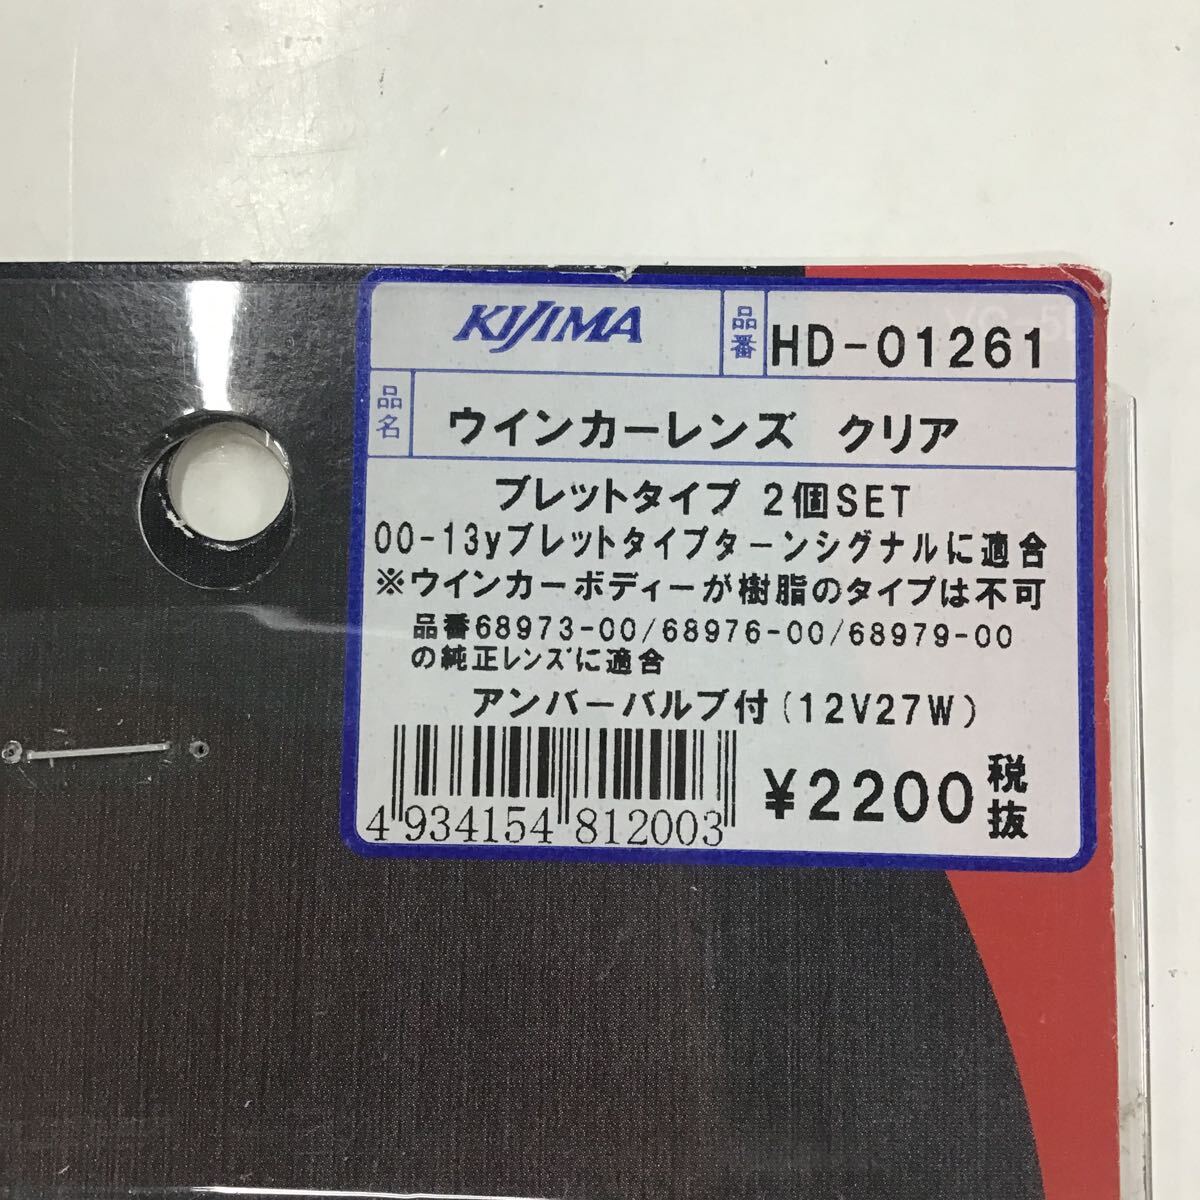 KIJIMA
品番 HD-01261
品名 ウインカーレンズ クリア
ブレットタイプ 2個SET
00-13yブレットタイプターンシグナルに適合
※ウインカーボディーが樹脂のタイプは不可
品番68973-00/68976-00/68979-00
の純正レンズに適合
アンバーバルブ付(12V27W)
¥2200 税抜
4934154812003